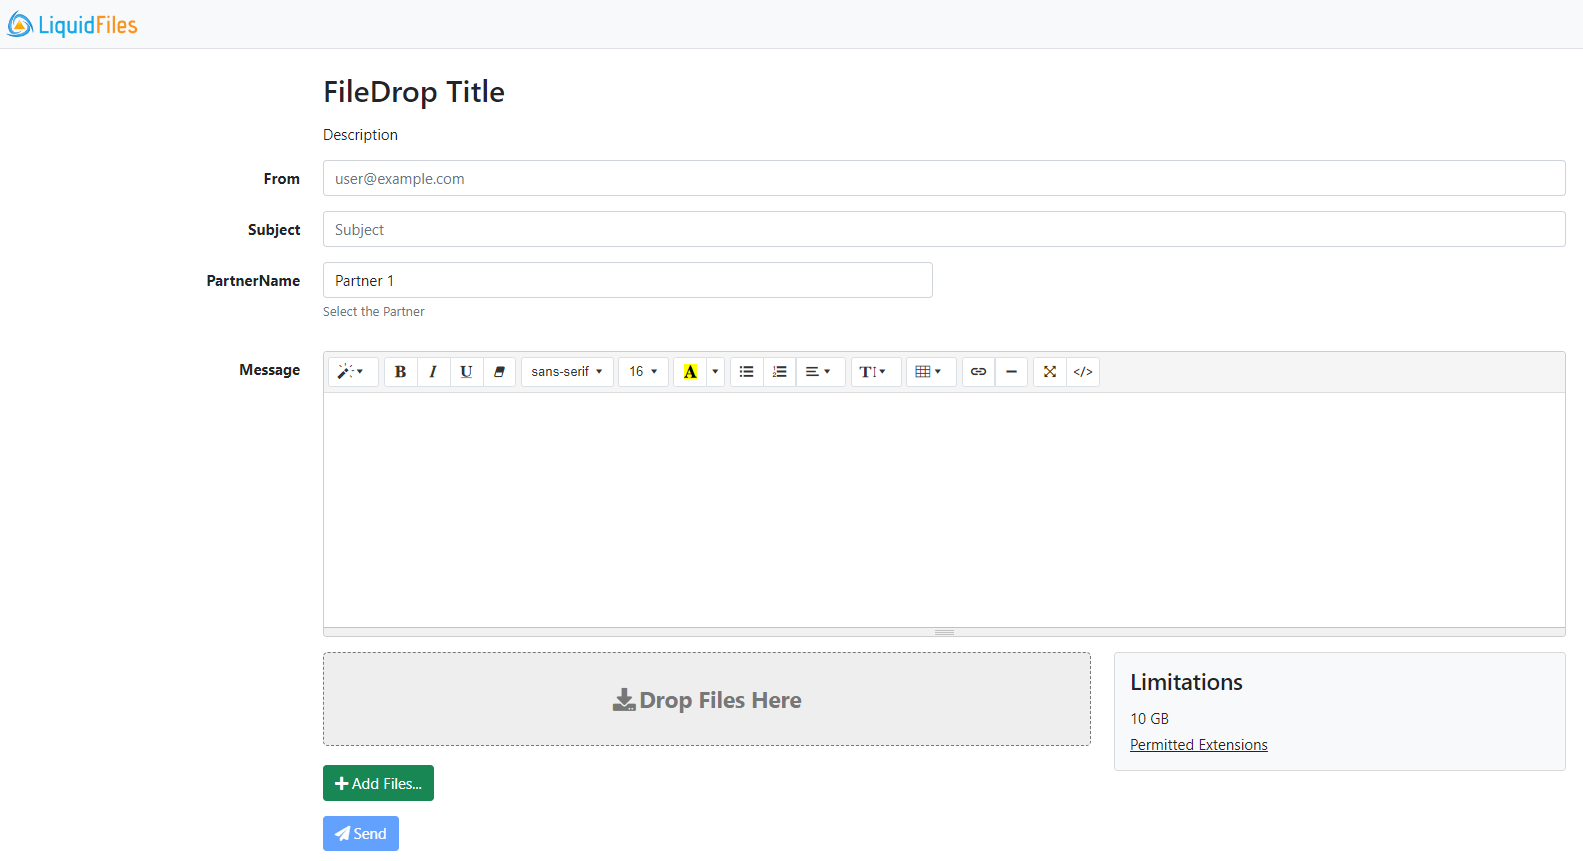 LiquidFiles
FileDrop Title
Description
From
user@example.com
Subject
Subject
PartnerName
Partner 1
Select the Partner
Message
B I U sans-serif 16 A TI </>
Drop Files Here
Limitations
10 GB
Permitted Extensions
Add Files...
Send